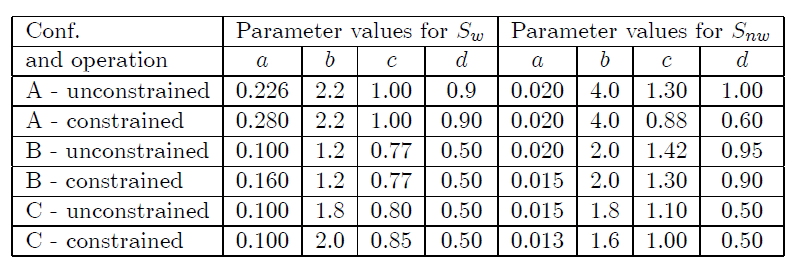 Conf. Parameter values for Sw Parameter values for Snw
and operation a b c d a b c d
A - unconstrained 0.226 2.2 1.00 0.9 0.020 4.0 1.30 1.00
A - constrained 0.280 2.2 1.00 0.90 0.020 4.0 0.88 0.60
B - unconstrained 0.100 1.2 0.77 0.50 0.020 2.0 1.42 0.95
B - constrained 0.160 1.2 0.77 0.50 0.015 2.0 1.30 0.90
C - unconstrained 0.100 1.8 0.80 0.50 0.015 1.8 1.10 0.50
C - constrained 0.100 2.0 0.85 0.50 0.013 1.6 1.00 0.50